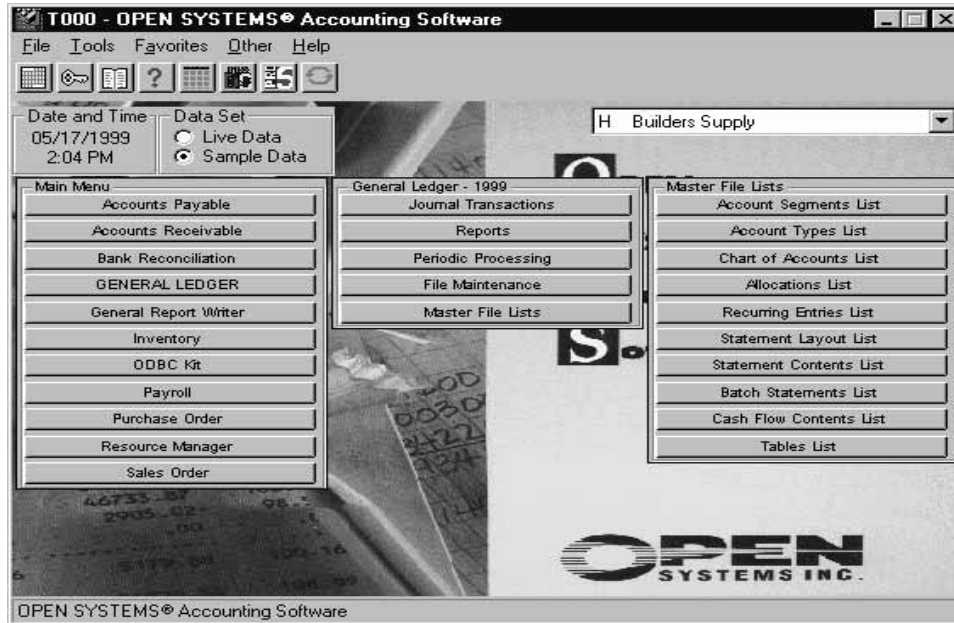 T000 - OPEN SYSTEMS® Accounting Software
File Tools Favorites Other Help
Date and Time
05/17/1999
2:04 PM
Data Set
Live Data
Sample Data
H Builders Supply
Main Menu
Accounts Payable
Accounts Receivable
Bank Reconciliation
GENERAL LEDGER
General Report Writer
Inventory
ODBC Kit
Payroll
Purchase Order
Resource Manager
Sales Order
General Ledger - 1999
Journal Transactions
Reports
Periodic Processing
File Maintenance
Master File Lists
Master File Lists
Account Segments List
Account Types List
Chart of Accounts List
Allocations List
Recurring Entries List
Statement Layout List
Statement Contents List
Batch Statements List
Cash Flow Contents List
Tables List
46733.87
2905.02
.00
OPEN
SYSTEMS INC.
OPEN SYSTEMS® Accounting Software